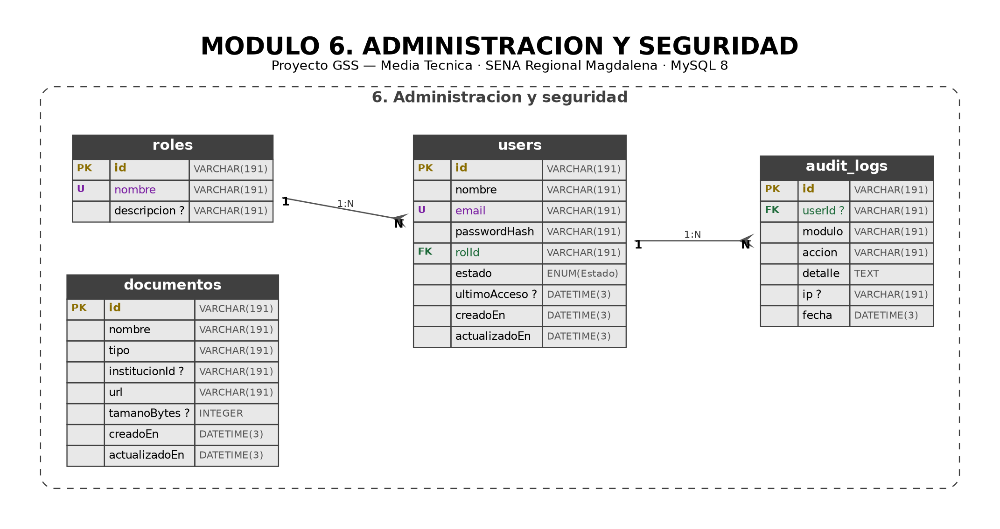 MODULO 6. ADMINISTRACION Y SEGURIDAD
Proyecto GSS — Media Tecnica · SENA Regional Magdalena · MySQL 8
6. Administracion y seguridad
roles
PK id VARCHAR(191)
U nombre VARCHAR(191)
descripcion ? VARCHAR(191)
1 1:N N
users
PK id VARCHAR(191)
nombre VARCHAR(191)
U email VARCHAR(191)
passwordHash VARCHAR(191)
FK rolId VARCHAR(191)
estado ENUM(Estado)
ultimoAcceso ? DATETIME(3)
creadoEn DATETIME(3)
actualizadoEn DATETIME(3)
1 1:N N
audit_logs
PK id VARCHAR(191)
FK userId ? VARCHAR(191)
modulo VARCHAR(191)
accion VARCHAR(191)
detalle TEXT
ip ? VARCHAR(191)
fecha DATETIME(3)
documentos
PK id VARCHAR(191)
nombre VARCHAR(191)
tipo VARCHAR(191)
institucionId ? VARCHAR(191)
url VARCHAR(191)
tamanoBytes ? INTEGER
creadoEn DATETIME(3)
actualizadoEn DATETIME(3)